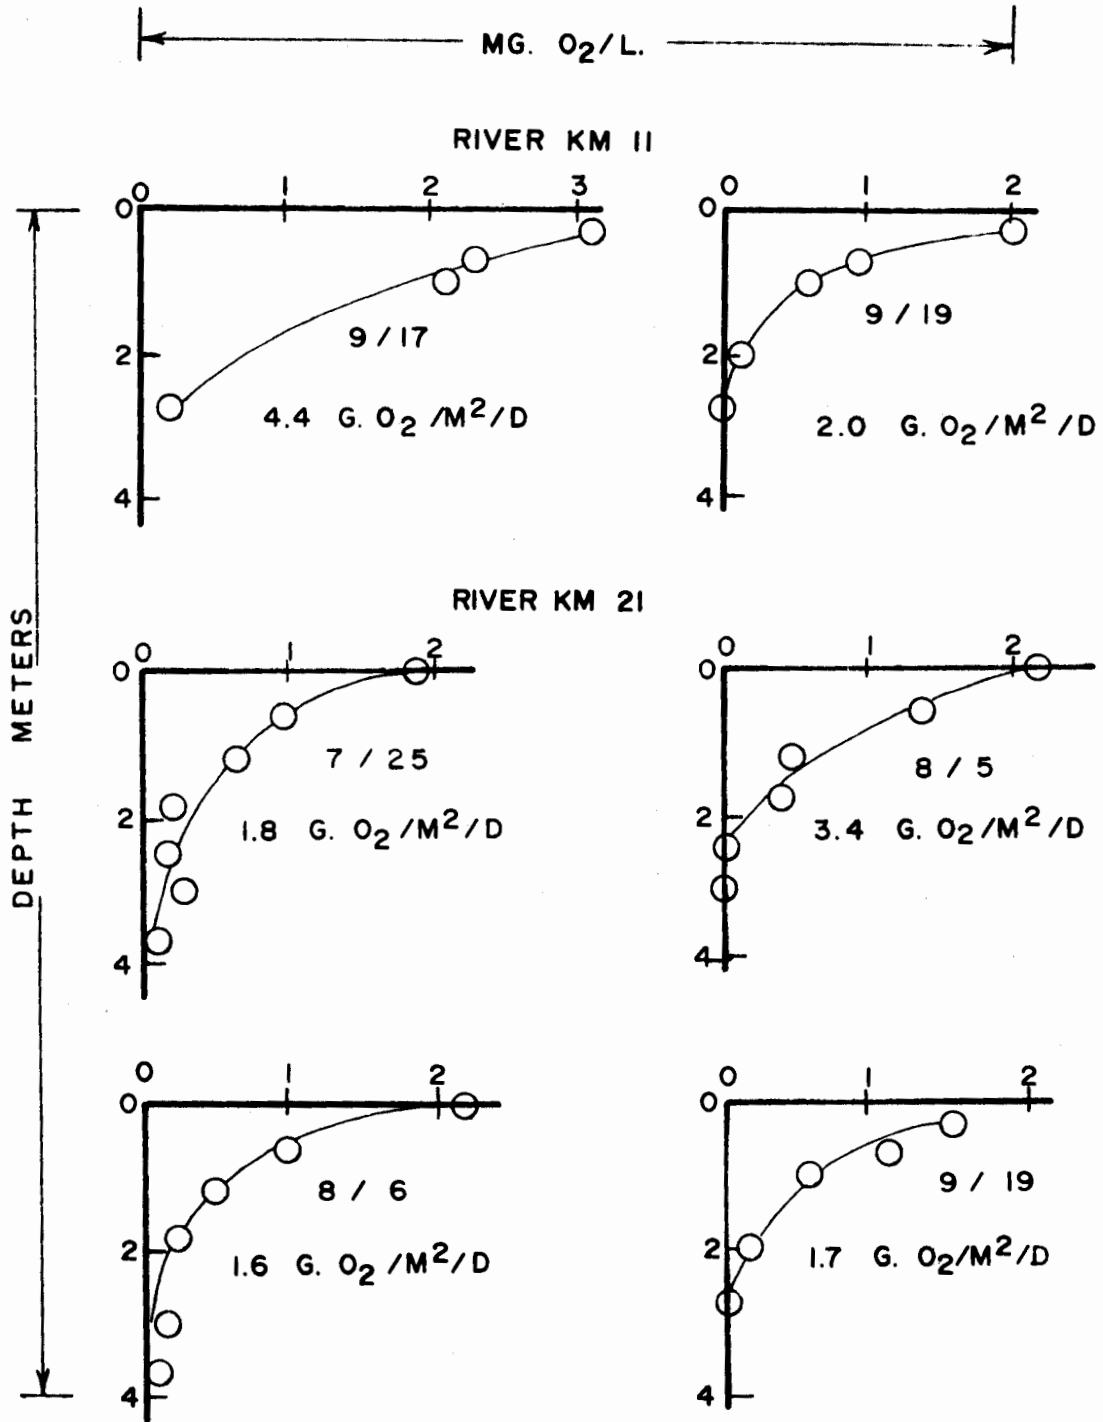 MG. O2/L.
RIVER KM 11
0 1 2 3
0
2
4
9/17
4.4 G. O2/M2/D
0 1 2
0
2
4
9/19
2.0 G. O2/M2/D
DEPTH METERS
RIVER KM 21
0 1 2
0
2
4
7/25
1.8 G. O2/M2/D
0 1 2
0
2
4
8/5
3.4 G. O2/M2/D
0 1 2
0
2
4
8/6
1.6 G. O2/M2/D
0 1 2
0
2
4
9/19
1.7 G. O2/M2/D